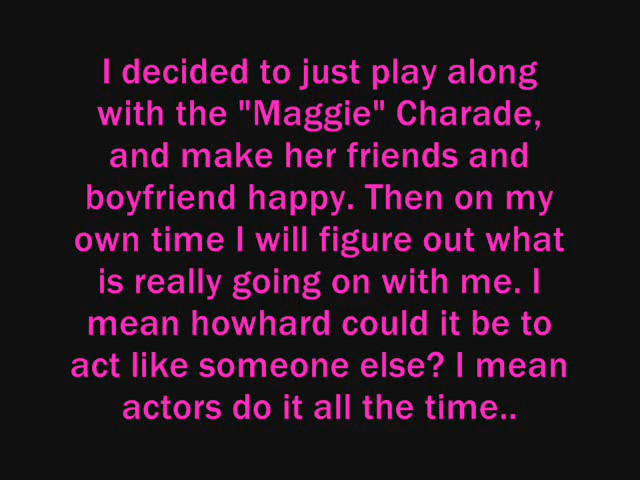 I decided to just play along
with the "Maggie" Charade,
and make her friends and
boyfriend happy. Then on my
own time I will figure out what
is really going on with me. I
mean howhard could it be to
act like someone else? I mean
actors do it all the time..